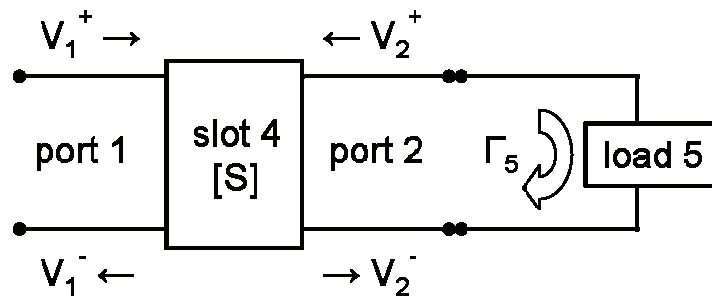 V₁⁺ → ← V₂⁺
port 1 slot 4 [S] port 2 Γ₅ load 5
V₁⁻ ← → V₂⁻